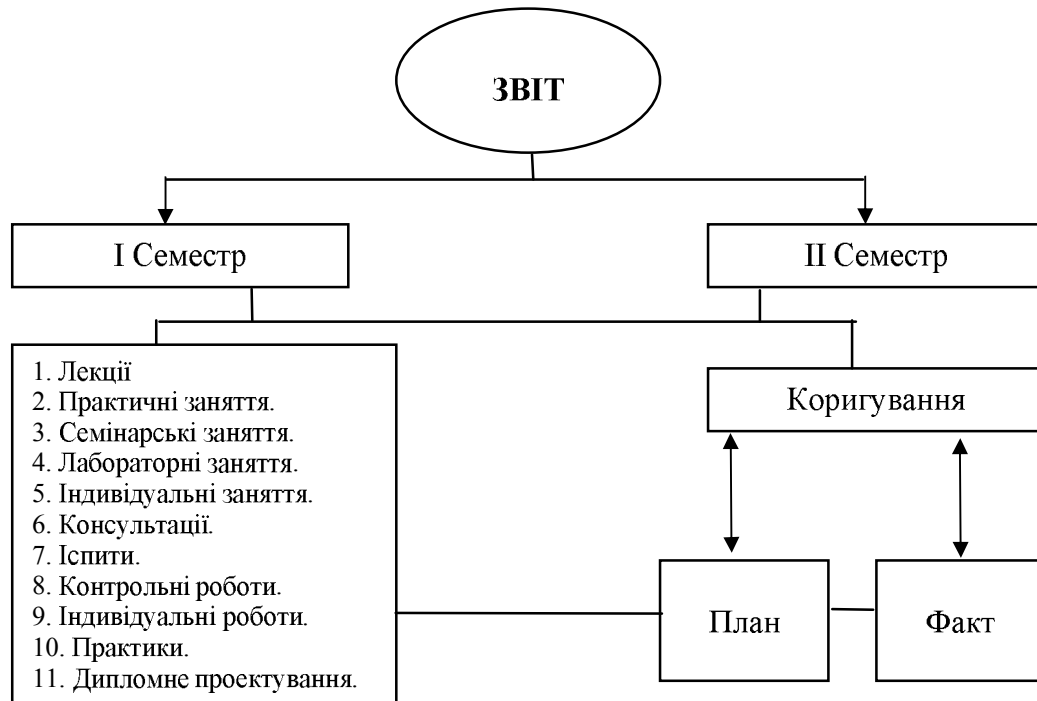 ЗВІТ
I Семестр
II Семестр
1. Лекції
2. Практичні заняття.
3. Семінарські заняття.
4. Лабораторні заняття.
5. Індивідуальні заняття.
6. Консультації.
7. Іспити.
8. Контрольні роботи.
9. Індивідуальні роботи.
10. Практики.
11. Дипломне проектування.
Коригування
План
Факт